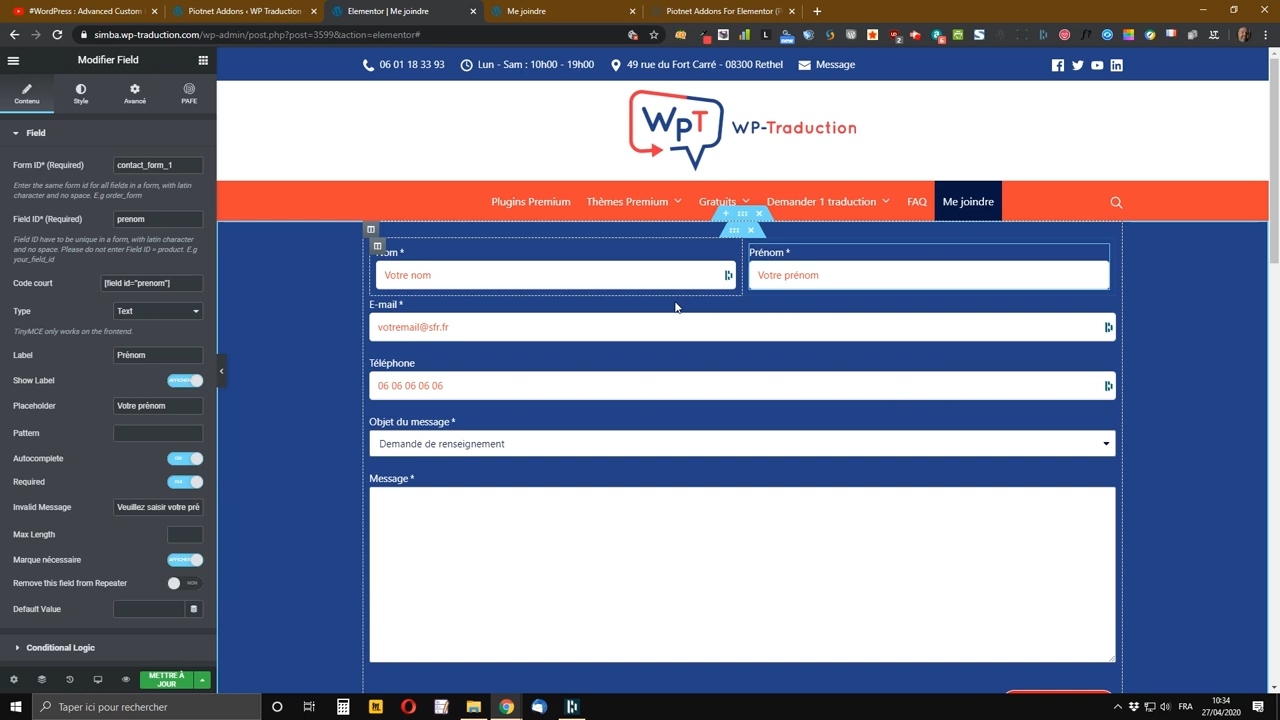 #WordPress : Divi Advanced
Piotnet Addons ‹ WP Traduction
Elementor | Me Joindre
Me Joindre
Piotnet Addons For Elementor
simba.wp-traduction.com/wp-admin/post.php?post=3599&action=elementor#
new
2
6
Modifier Field
06 01 18 33 93
Lun - Sam : 10h00 - 19h00
49 rue du Fort Carré - 08300 Rethel
Message
Contenu
Style
Avancé
PAFE
WpT WP-Traduction
Field
Form ID* (Required)
contact_form_1
Enter the same form id for all fields in a form, with latin
character and no space. E.g order_form
Plugins Premium
Thèmes Premium
Gratuits
Demander 1 traduction
FAQ
Me joindre
Field ID* (Required)
prenom
Field ID have to be unique in a form, with latin character
and no space. Please do not enter Field ID = product. E.g
your_field_id
Nom *
Prénom *
Votre nom
Votre prénom
Code court
[field id="prenom"]
Type
Text
TinyMCE only works on the frontend.
E-mail *
votremail@sfr.fr
Label
Prénom
Téléphone
Show Label
AFFICHER
06 06 06 06 06
Placeholder
Votre prénom
Objet du message *
Pattern
Demande de renseignement
Autocomplete
ON
Required
OUI
Message *
Invalid Message
Veuillez saisir votre pré
Max Length
Marque nécessaire
AFFICHER
Remove this field from Repeater
NON
Default Value
Conditional Logic
METTRE À
JOUR
Taper ici pour rechercher
FRA
10:34
27/04/2020